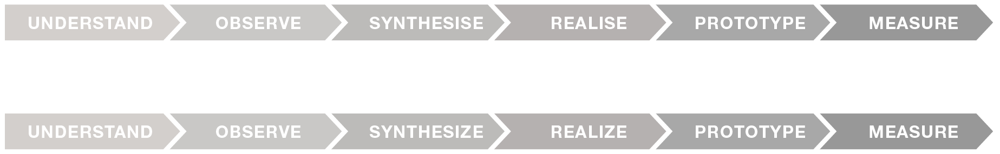 UNDERSTAND OBSERVE SYNTHESISE REALISE PROTOTYPE MEASURE
UNDERSTAND OBSERVE SYNTHESIZE REALIZE PROTOTYPE MEASURE